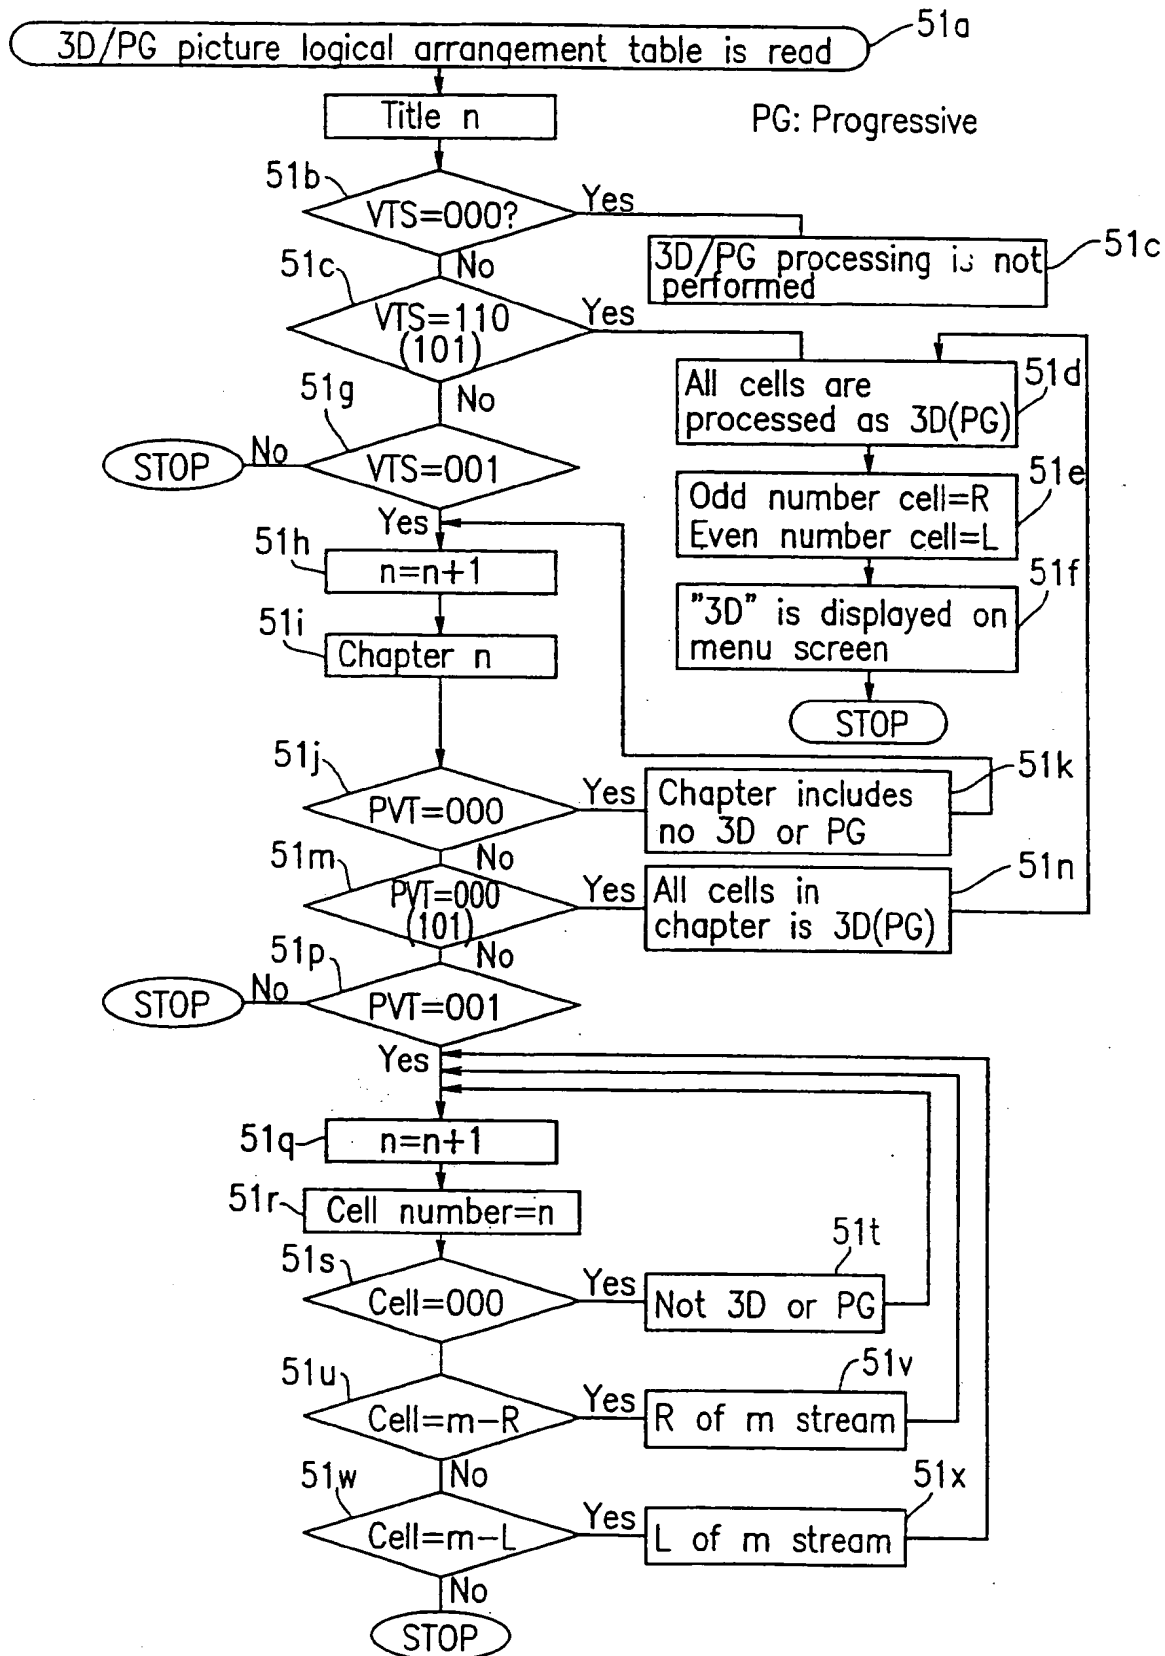 51a
3D/PG picture logical arrangement table is read
Title n
PG: Progressive
51b
VTS=000?
Yes
No
51c
3D/PG processing is not
performed
51c
VTS=110
(101)
Yes
No
51d
All cells are
processed as 3D(PG)
51g
VTS=001
No
STOP
Yes
51e
Odd number cell=R
Even number cell=L
51h
n=n+1
51f
"3D" is displayed on
menu screen
51i
Chapter n
STOP
51j
PVT=000
Yes
No
51k
Chapter includes
no 3D or PG
51m
PVT=000
(101)
Yes
No
51n
All cells in
chapter is 3D(PG)
51p
PVT=001
No
STOP
Yes
51q
n=n+1
51r
Cell number=n
51s
Cell=000
Yes
51t
Not 3D or PG
51u
Cell=m-R
Yes
No
51v
R of m stream
51w
Cell=m-L
Yes
No
51x
L of m stream
STOP